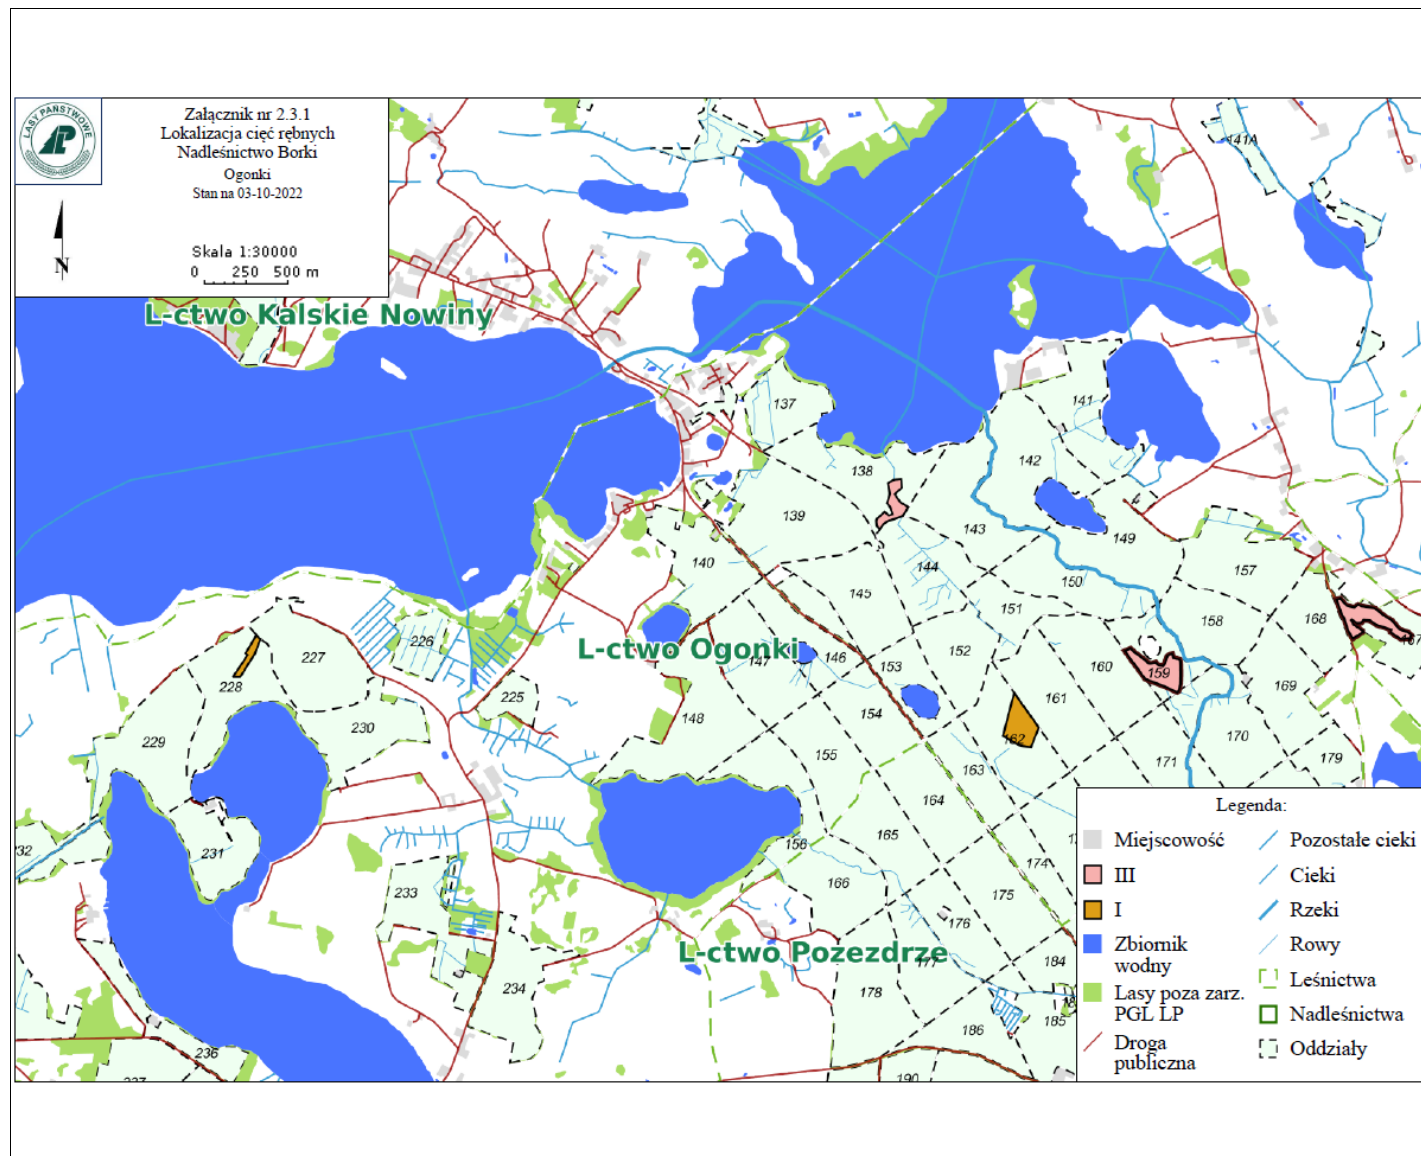 LASY PAŃSTWOWE
Załącznik nr 2.3.1
Lokalizacja cięć rębnych
Nadleśnictwo Borki
Ogonki
Stan na 03-10-2022
N
Skala 1:30000
0 250 500 m
141A
L-ctwo Kalskie Nowiny
137
141
138
142
139
143
149
140
144
150
157
145
151
158
168
167
226
L-ctwo Ogonki
227
147
146
153
152
160
159
228
225
148
154
161
169
229
230
155
162
163
170
171
179
164
232
231
156
165
174
233
166
175
176
L-ctwo Pozezdrze
177
184
234
178
185
186
236
237
190
Legenda:
Miejscowość
III
I
Zbiornik
wodny
Lasy poza zarz.
PGL LP
Droga
publiczna
Pozostałe cieki
Cieki
Rzeki
Rowy
Leśnictwa
Nadleśnictwa
Oddziały